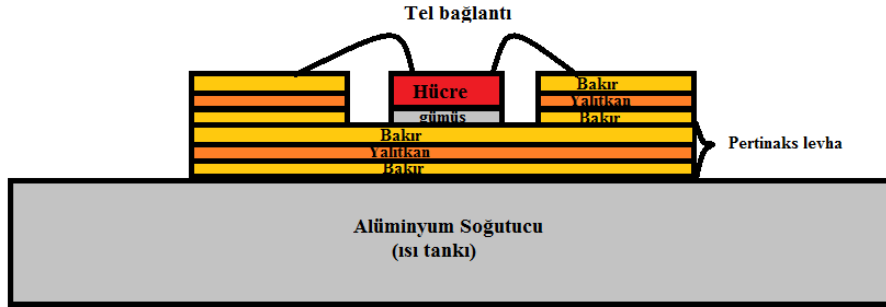 Tel bağlantı
Hücre
gümüş
Bakır
Yalıtkan
Bakır
Bakır
Yalıtkan
Bakır
Pertinaks levha
Alüminyum Soğutucu
(ısı tankı)